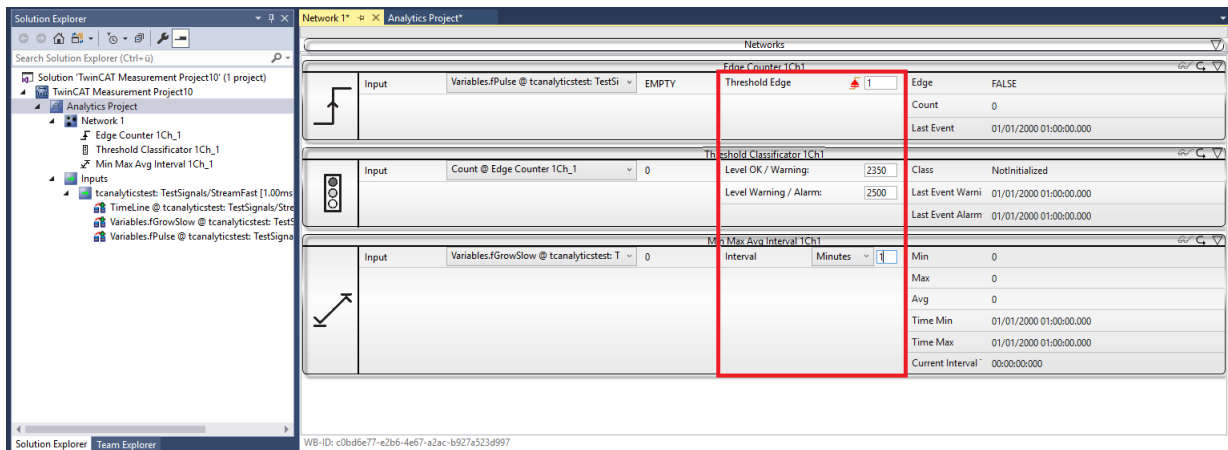 Solution Explorer
Search Solution Explorer (Ctrl+ü)
Solution 'TwinCAT Measurement Project10' (1 project)
TwinCAT Measurement Project10
Analytics Project
Network 1
Edge Counter 1Ch_1
Threshold Classificator 1Ch_1
Min Max Avg Interval 1Ch_1
Inputs
tcanalyticstest: TestSignals/StreamFast [1.00ms
TimeLine @ tcanalyticstest: TestSignals/Stre
Variables.fGrowSlow @ tcanalyticstest: TestS
Variables.fPulse @ tcanalyticstest: TestSigna
Solution Explorer Team Explorer
Network 1* Analytics Project*
Networks
Edge Counter 1Ch1
Input Variables.fPulse @ tcanalyticstest: TestSi EMPTY Threshold Edge 1 Edge FALSE
Count 0
Last Event 01/01/2000 01:00:00.000
Threshold Classificator 1Ch1
Input Count @ Edge Counter 1Ch_1 0 Level OK / Warning: 2350 Class NotInitialized
Level Warning / Alarm: 2500 Last Event Warni 01/01/2000 01:00:00.000
Last Event Alarm 01/01/2000 01:00:00.000
Min Max Avg Interval 1Ch1
Input Variables.fGrowSlow @ tcanalyticstest: T 0 Interval Minutes 1 Min 0
Max 0
Avg 0
Time Min 01/01/2000 01:00:00.000
Time Max 01/01/2000 01:00:00.000
Current Interval 00:00:00:000
WB-ID: c0bd6e77-e2b6-4e67-a2ac-b927a523d997